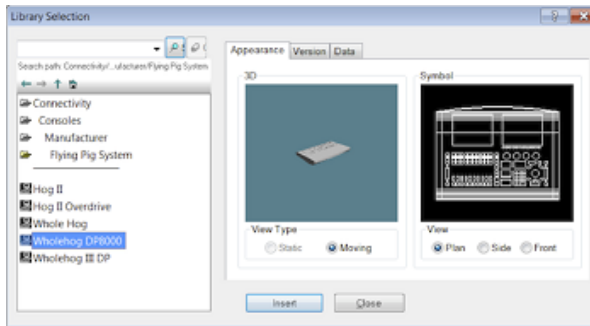 Library Selection
Search path: Connectivity/...ufacturer/Flying Pig System
Connectivity
Consoles
Manufacturer
Flying Pig System
Hog II
Hog II Overdrive
Whole Hog
Wholehog DP8000
Wholehog III DP
Appearance Version Data
3D
Symbol
View Type
Static Moving
View
Plan Side Front
Insert Close